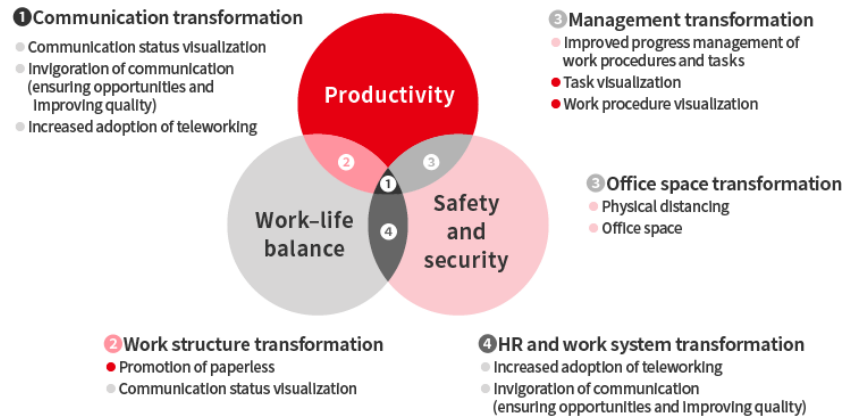 1 Communication transformation
Communication status visualization
Invigoration of communication
(ensuring opportunities and
improving quality)
Increased adoption of teleworking
3 Management transformation
Improved progress management of
work procedures and tasks
Task visualization
Work procedure visualization
Productivity
2
3
1
4
Work–life
balance
Safety
and
security
3 Office space transformation
Physical distancing
Office space
2 Work structure transformation
Promotion of paperless
Communication status visualization
4 HR and work system transformation
Increased adoption of teleworking
Invigoration of communication
(ensuring opportunities and improving quality)